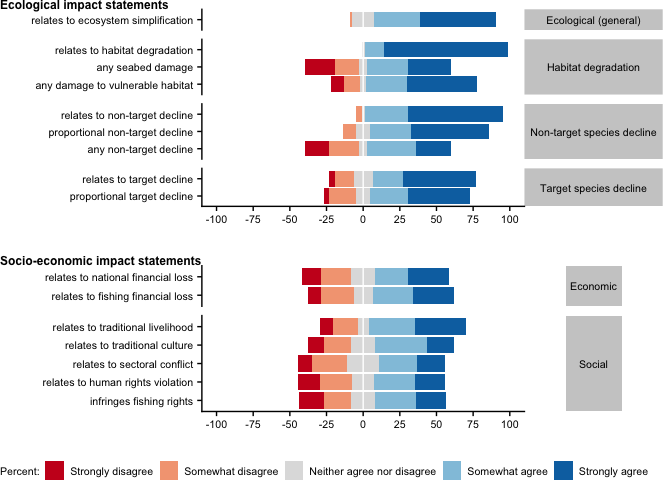 Ecological impact statements
relates to ecosystem simplification
Ecological (general)
relates to habitat degradation
any seabed damage
any damage to vulnerable habitat
Habitat degradation
relates to non-target decline
proportional non-target decline
any non-target decline
Non-target species decline
relates to target decline
proportional target decline
Target species decline
-100 -75 -50 -25 0 25 50 75 100
Socio-economic impact statements
relates to national financial loss
relates to fishing financial loss
Economic
relates to traditional livelihood
relates to traditional culture
relates to sectoral conflict
relates to human rights violation
infringes fishing rights
Social
-100 -75 -50 -25 0 25 50 75 100
Percent: Strongly disagree Somewhat disagree Neither agree nor disagree Somewhat agree Strongly agree